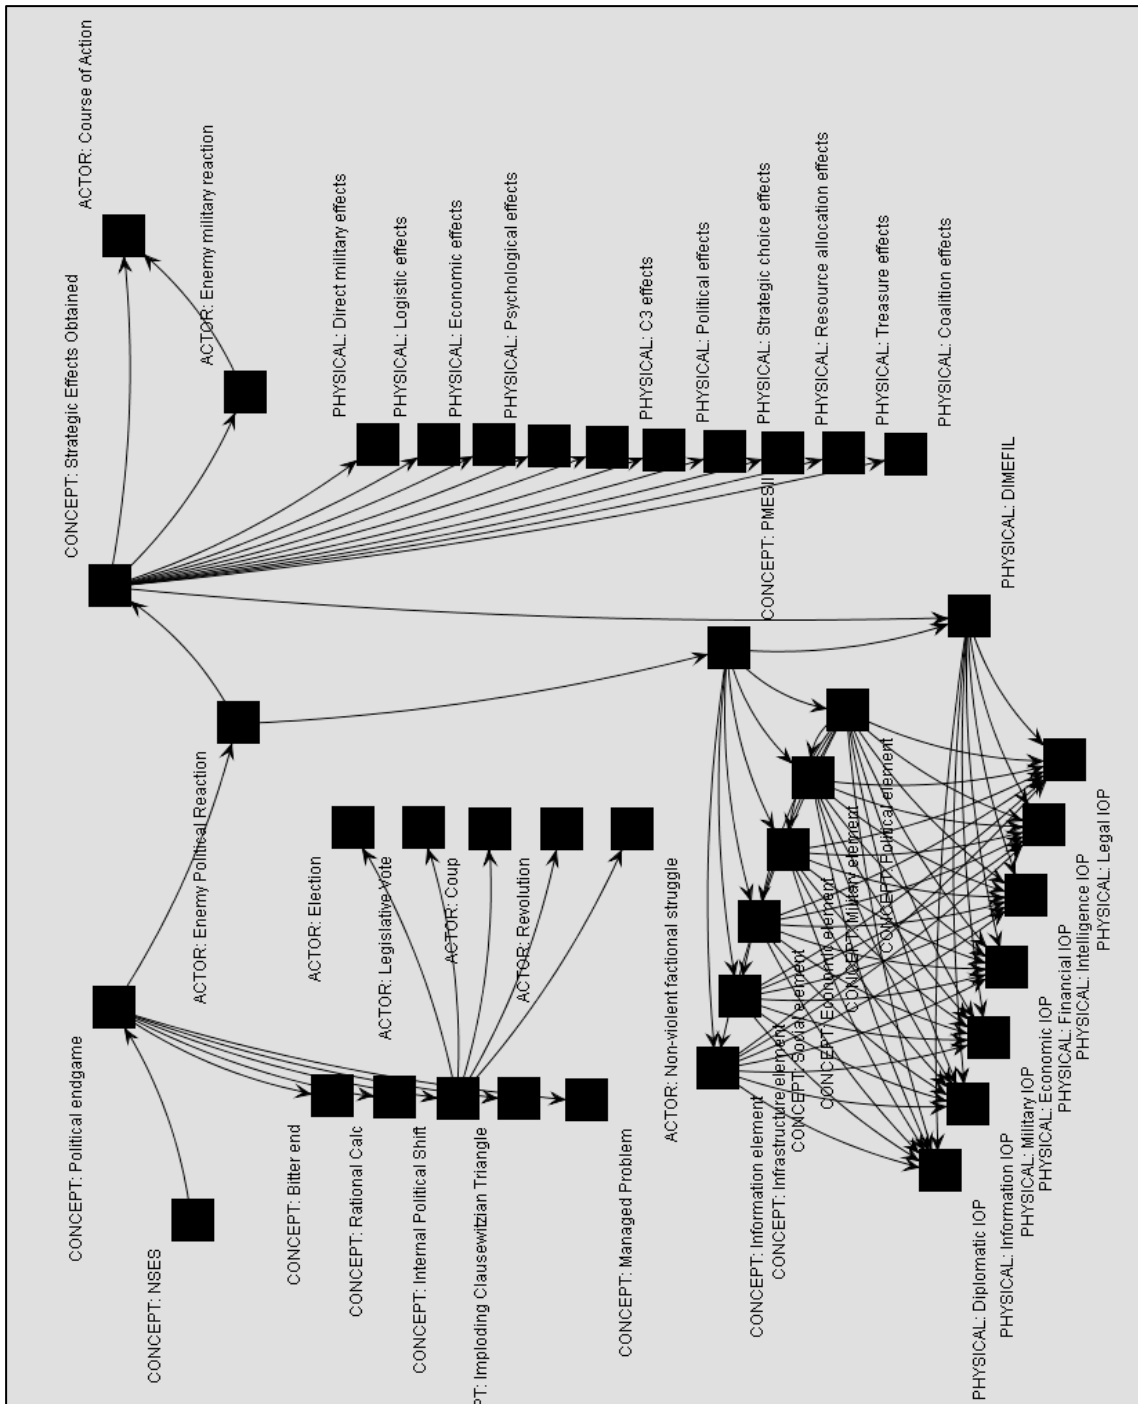 ACTOR: Course of Action
CONCEPT: Strategic Effects Obtained
ACTOR: Enemy military reaction
PHYSICAL: Direct military effects
PHYSICAL: Logistic effects
PHYSICAL: Economic effects
PHYSICAL: Psychological effects
PHYSICAL: C3 effects
PHYSICAL: Political effects
PHYSICAL: Strategic choice effects
PHYSICAL: Resource allocation effects
PHYSICAL: Treasure effects
PHYSICAL: Coalition effects
CONCEPT: PMESII
PHYSICAL: DIMEFIL
CONCEPT: Political endgame
ACTOR: Enemy Political Reaction
CONCEPT: NSES
ACTOR: Election
ACTOR: Legislative Vote
ACTOR: Coup
ACTOR: Revolution
ACTOR: Non-violent factional struggle
CONCEPT: Bitter end
CONCEPT: Rational Calc
CONCEPT: Internal Political Shift
PT: Imploding Clausewitzian Triangle
CONCEPT: Managed Problem
CONCEPT: Information element
CONCEPT: Infrastructure element
CONCEPT: Social element
CONCEPT: Economic element
CONCEPT: Military element
CONCEPT: Political element
PHYSICAL: Diplomatic IOP
PHYSICAL: Information IOP
PHYSICAL: Military IOP
PHYSICAL: Economic IOP
PHYSICAL: Financial IOP
PHYSICAL: Intelligence IOP
PHYSICAL: Legal IOP